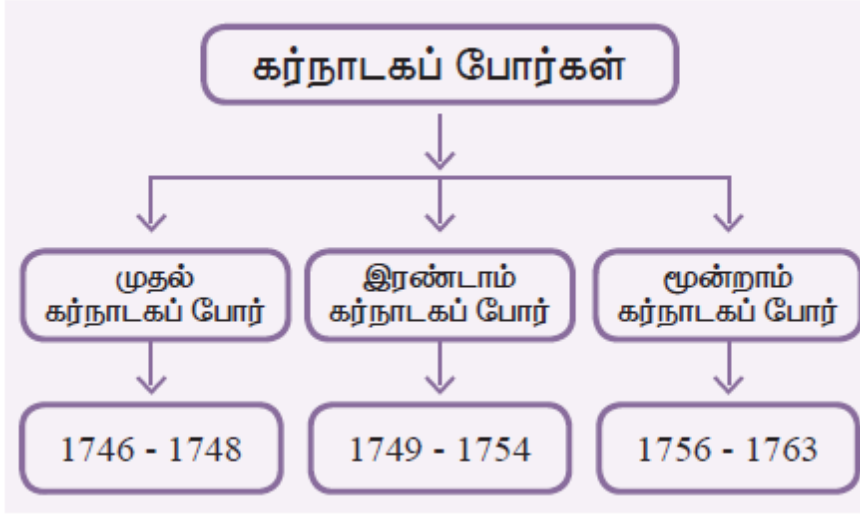 கர்நாடகப் போர்கள்
முதல்
கர்நாடகப் போர்
இரண்டாம்
கர்நாடகப் போர்
மூன்றாம்
கர்நாடகப் போர்
1746 - 1748
1749 - 1754
1756 - 1763